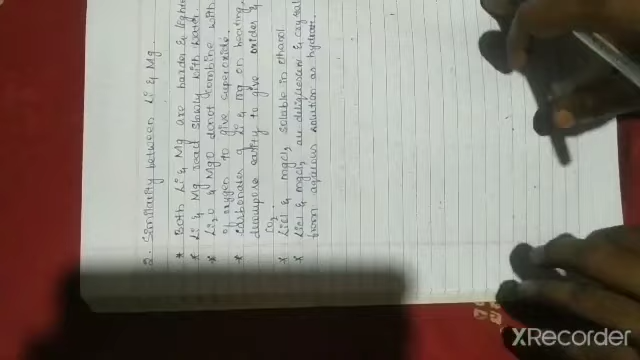 2. Similarity between Li & Mg.
* Both Li & Mg are harder & lighter
* Li & Mg react slowly with
* Li2O & MgO donot combine with
of oxygen to give superoxide.
* carbonates of Li & Mg on heating
decompose easily to give oxides &
CO2.
* LiCl & MgCl2 soluble in ethanol
* LiCl & MgCl2 are deliquescent &
from aqueous solution as hydrate.
XRecorder